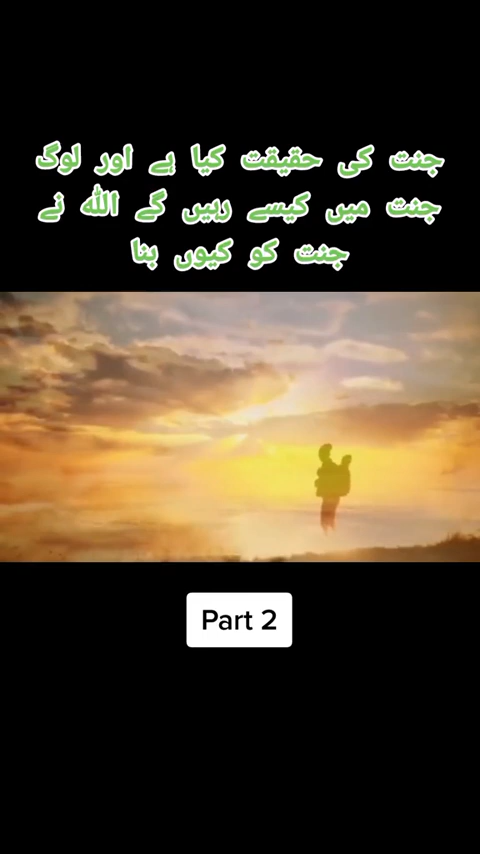 جنت کی حقیقت کیا ہے اور لوگ
جنت میں کیسے رہیں گے اللہ نے
جنت کو کیوں بنا
Part 2